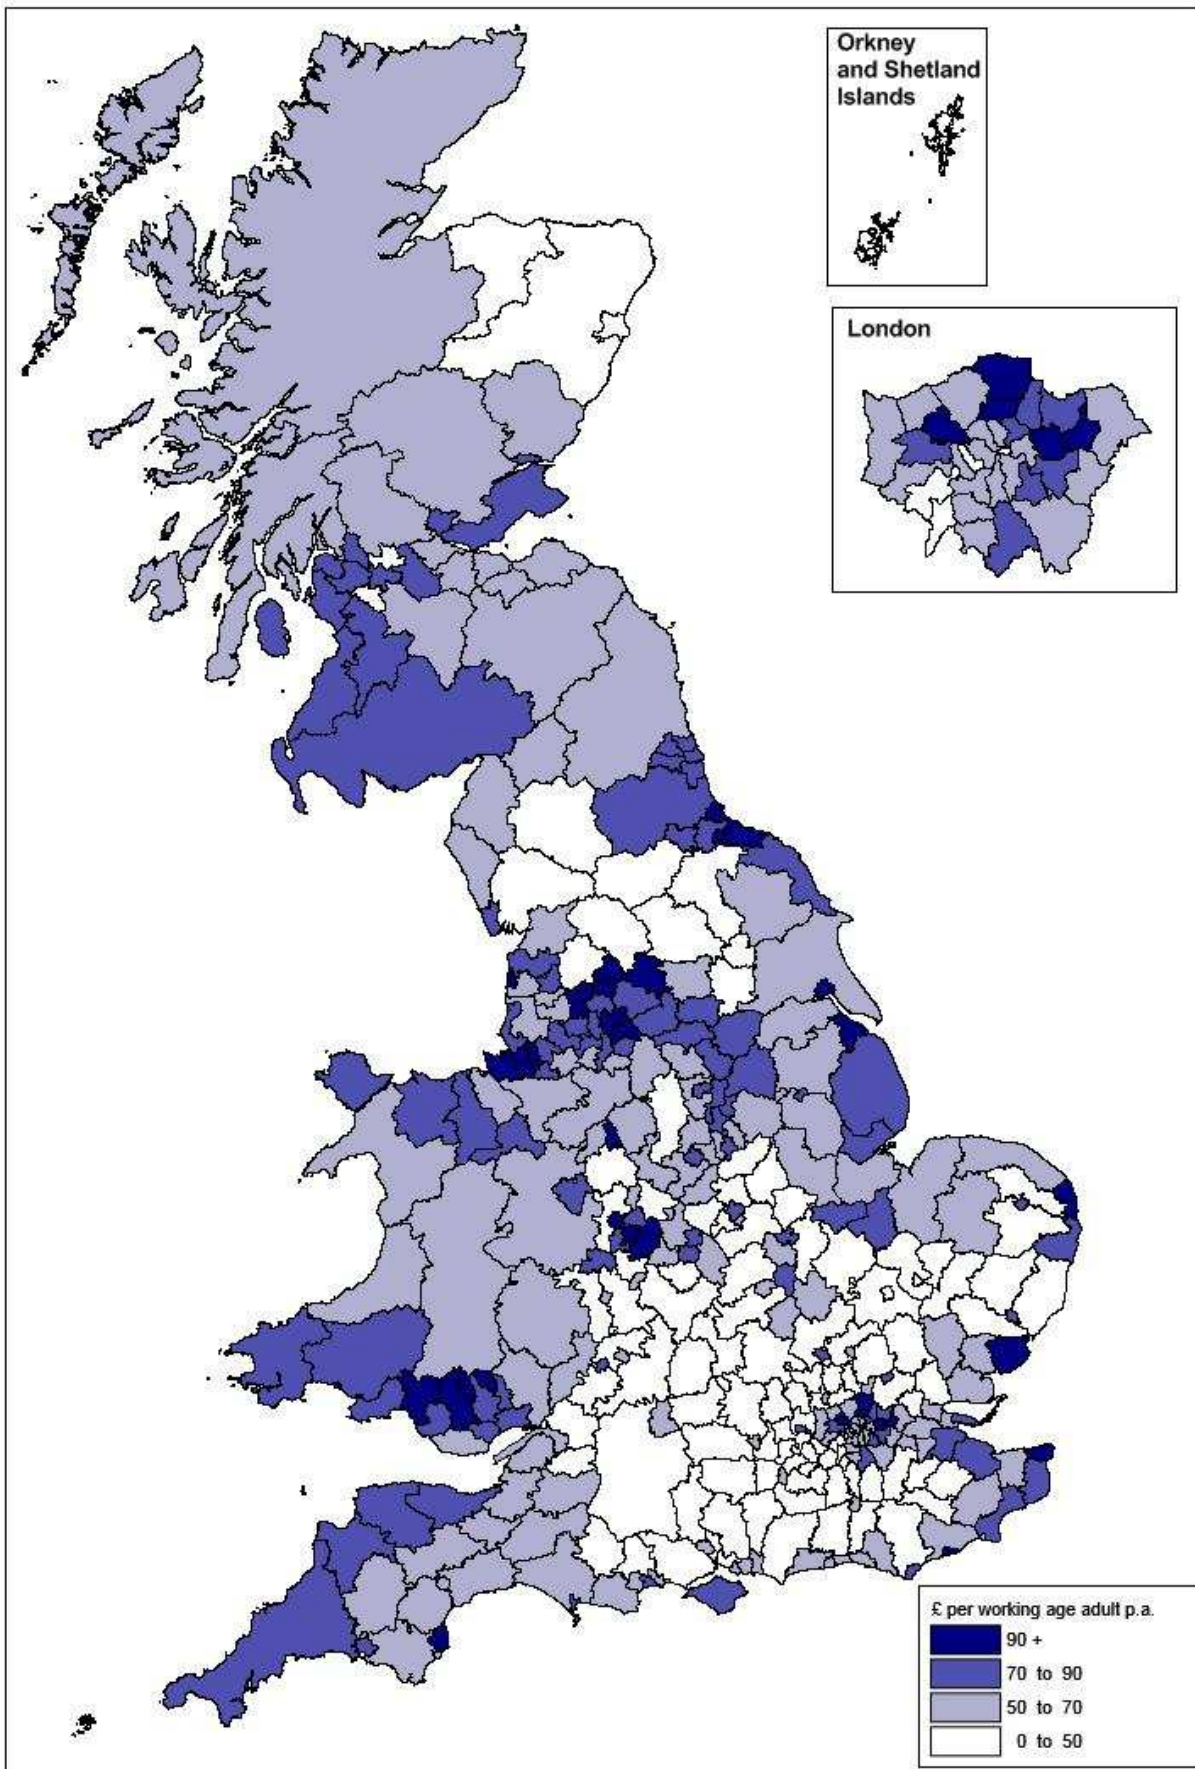 Orkney
and Shetland
Islands
London
£ per working age adult p.a.
90 +
70 to 90
50 to 70
0 to 50